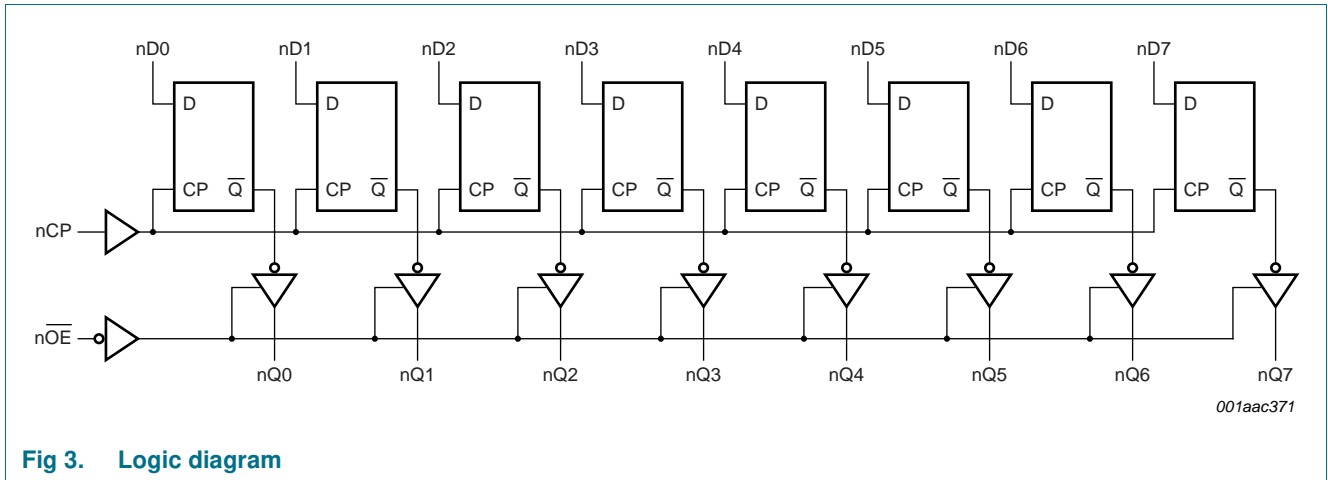 nD0 nD1 nD2 nD3 nD4 nD5 nD6 nD7
D D D D D D D D
CP Q̅ CP Q̅ CP Q̅ CP Q̅ CP Q̅ CP Q̅ CP Q̅ CP Q̅
nCP
nO̅E̅
nQ0 nQ1 nQ2 nQ3 nQ4 nQ5 nQ6 nQ7
001aac371
Fig 3. Logic diagram